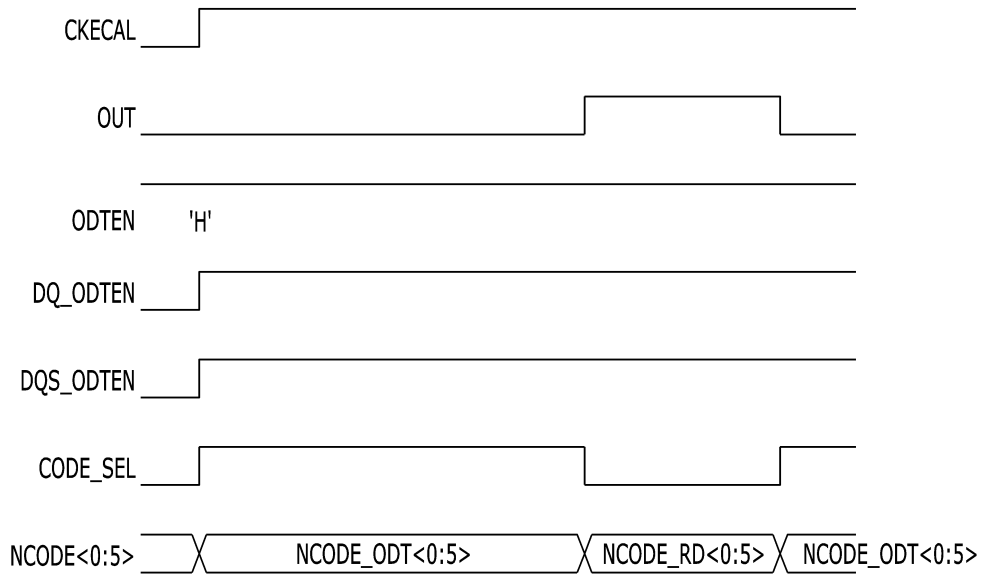 CKECAL
OUT
ODTEN 'H'
DQ_ODTEN
DQS_ODTEN
CODE_SEL
NCODE<0:5> NCODE_ODT<0:5> NCODE_RD<0:5> NCODE_ODT<0:5>